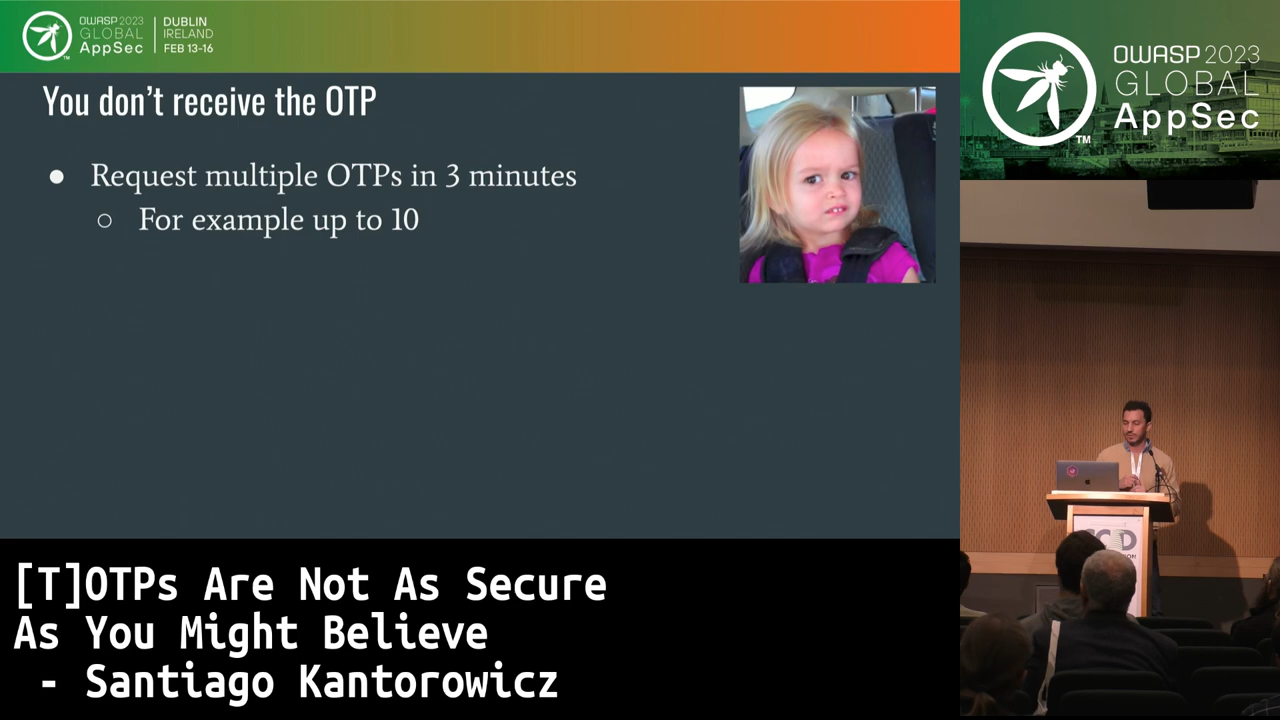 OWASP 2023
GLOBAL
AppSec
TM
DUBLIN
IRELAND
FEB 13-16
You don't receive the OTP
● Request multiple OTPs in 3 minutes
○ For example up to 10
OWASP 2023
GLOBAL
AppSec
TM
[T]OTPs Are Not As Secure
As You Might Believe
- Santiago Kantorowicz